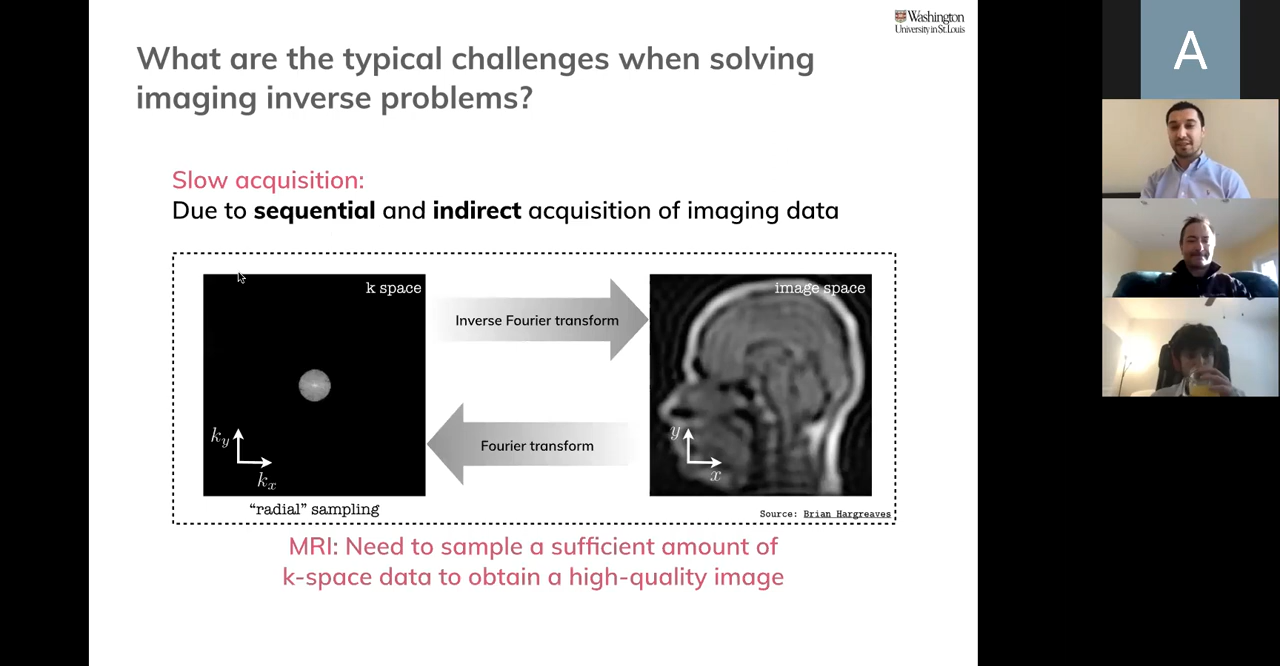 Washington
University in St.Louis
What are the typical challenges when solving
imaging inverse problems?
Slow acquisition:
Due to sequential and indirect acquisition of imaging data
k space
Inverse Fourier transform
image space
Fourier transform
k_y
k_x
y
x
"radial" sampling
Source: Brian Hargreaves
MRI: Need to sample a sufficient amount of
k-space data to obtain a high-quality image
A